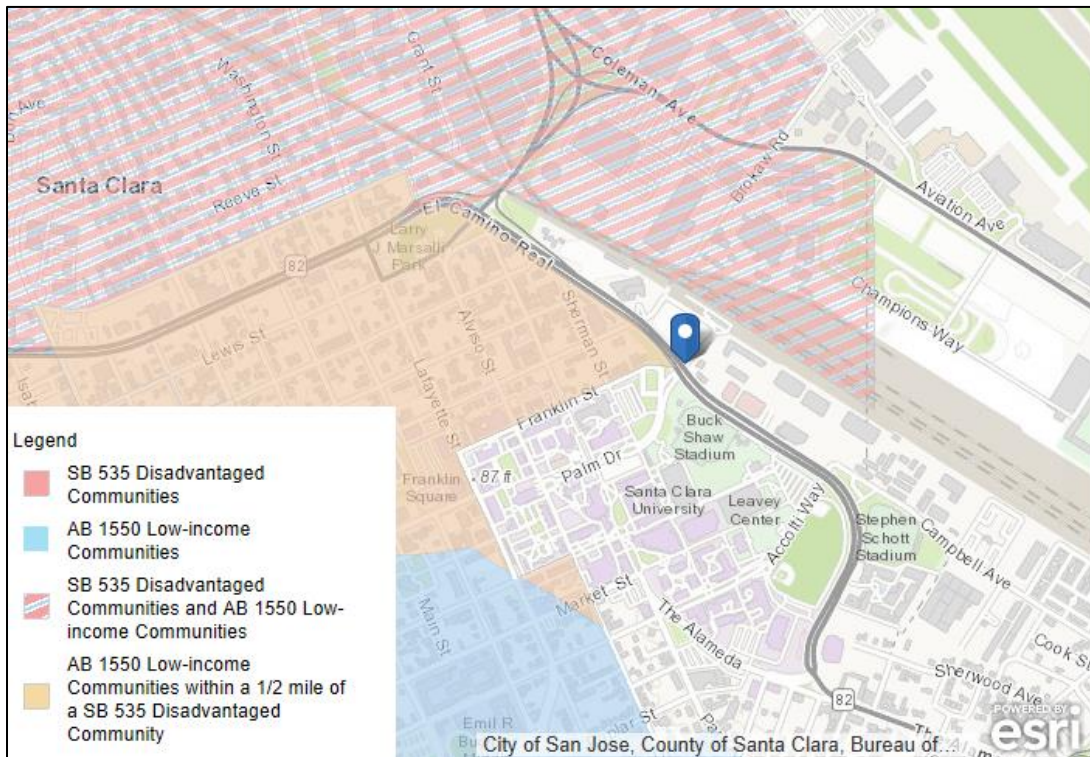 Coleman Ave
Grant St
Washington St
Ave
Brokaw Rd
Santa Clara
Reeve St
Aviation Ave
El Camino Real
Larry
J Marsalli
Park
82
Champions Way
Sherman St
Alviso St
Lewis St
Lafayette St
Franklin St
Buck
Shaw
Stadium
Palm Dr
87 ft
Franklin
Square
Santa Clara
University
Leavey
Center
Accolti Way
Stephen
Schott
Stadium
Campbell Ave
Market St
Main St
The Alameda
Cook St
Sherwood Ave
82
The Alam
Emil R
Legend
SB 535 Disadvantaged
Communities
AB 1550 Low-income
Communities
SB 535 Disadvantaged
Communities and AB 1550 Low-
income Communities
AB 1550 Low-income
Communities within a 1/2 mile of
a SB 535 Disadvantaged
Community
City of San Jose, County of Santa Clara, Bureau of...
POWERED BY
esri